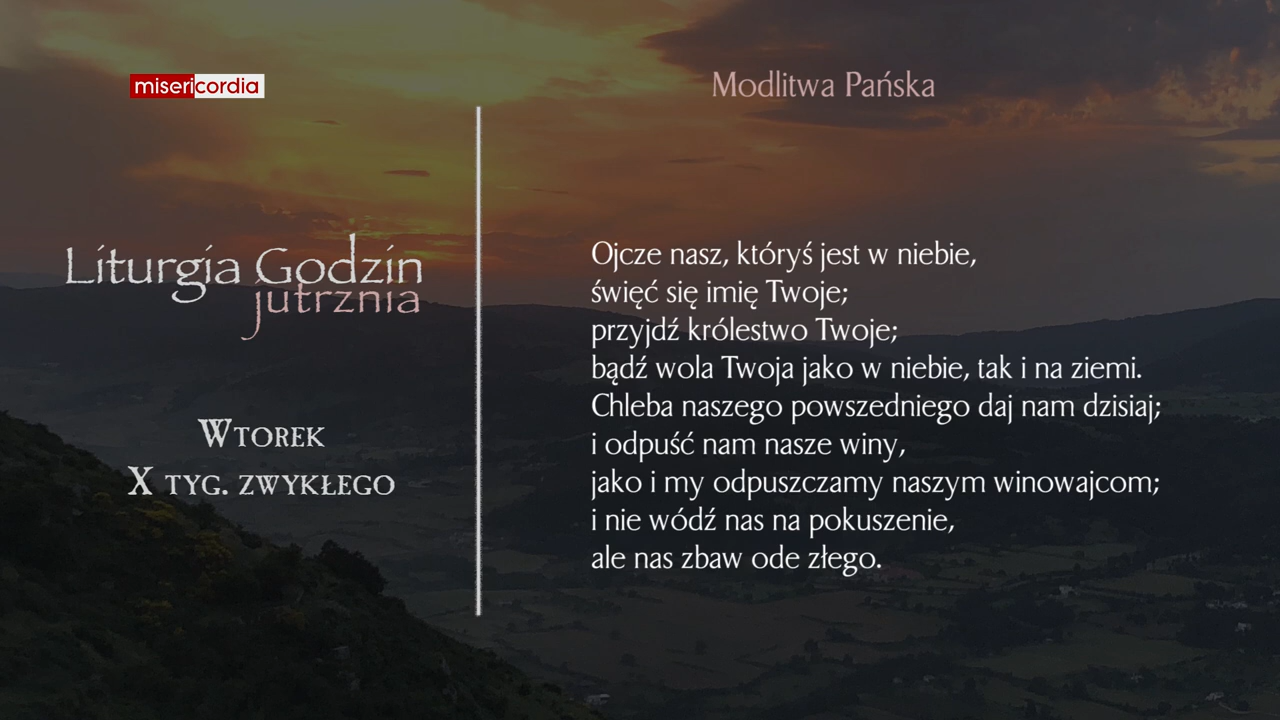 misericordia
Liturgia Godzin
jutrznia
Wtorek
X tyg. zwykłego
Modlitwa Pańska
Ojcze nasz, któryś jest w niebie,
święć się imię Twoje;
przyjdź królestwo Twoje;
bądź wola Twoja jako w niebie, tak i na ziemi.
Chleba naszego powszedniego daj nam dzisiaj;
i odpuść nam nasze winy,
jako i my odpuszczamy naszym winowajcom;
i nie wódź nas na pokuszenie,
ale nas zbaw ode złego.